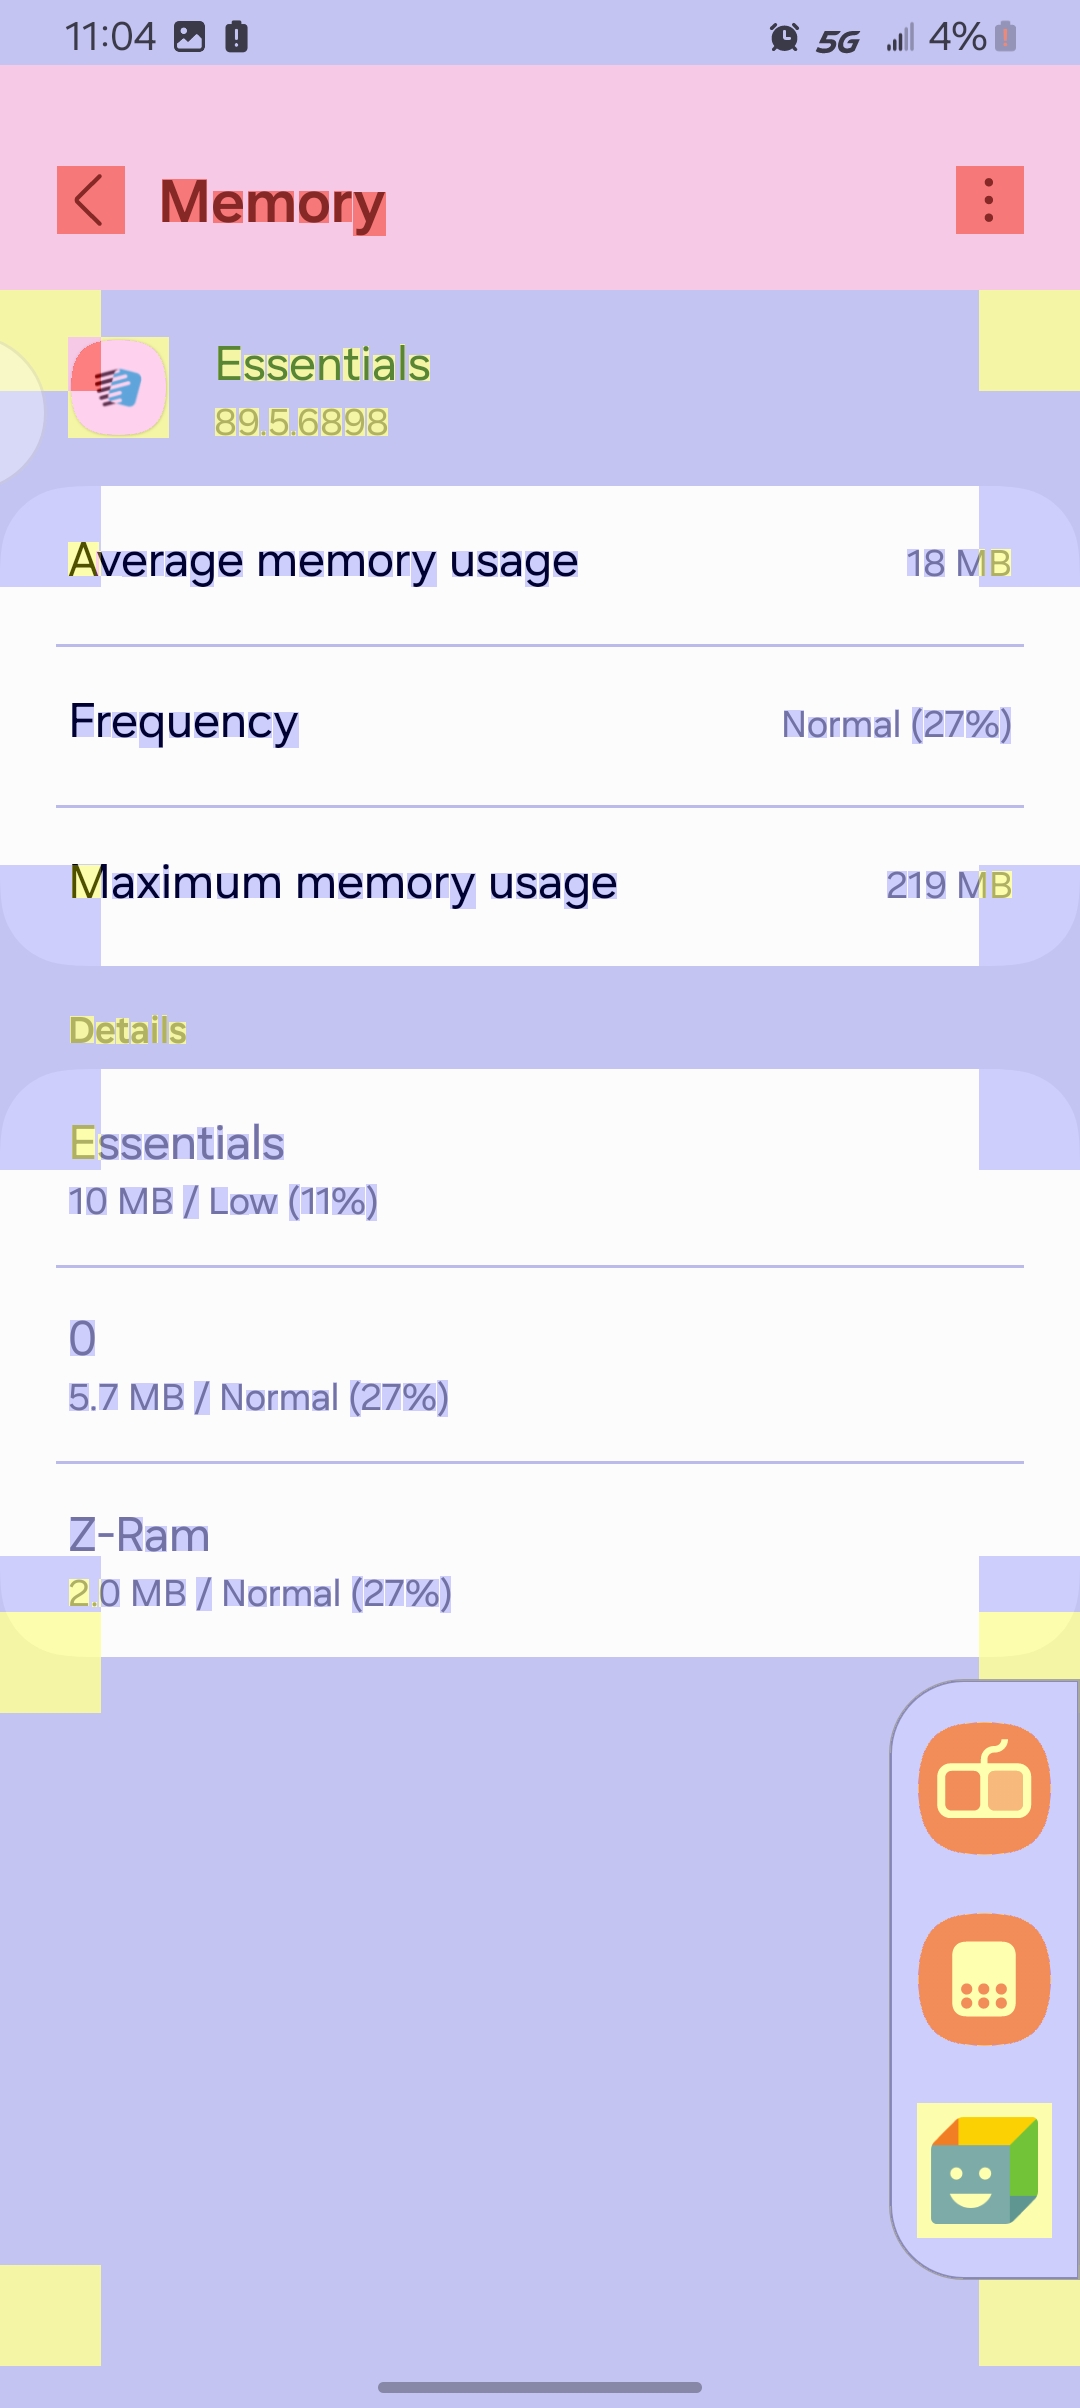 11:04
5G 4%
Memory
Essentials
89.5.6898
Average memory usage
18 MB
Frequency
Normal (27%)
Maximum memory usage
219 MB
Details
Essentials
10 MB / Low (11%)
0
5.7 MB / Normal (27%)
Z-Ram
2.0 MB / Normal (27%)